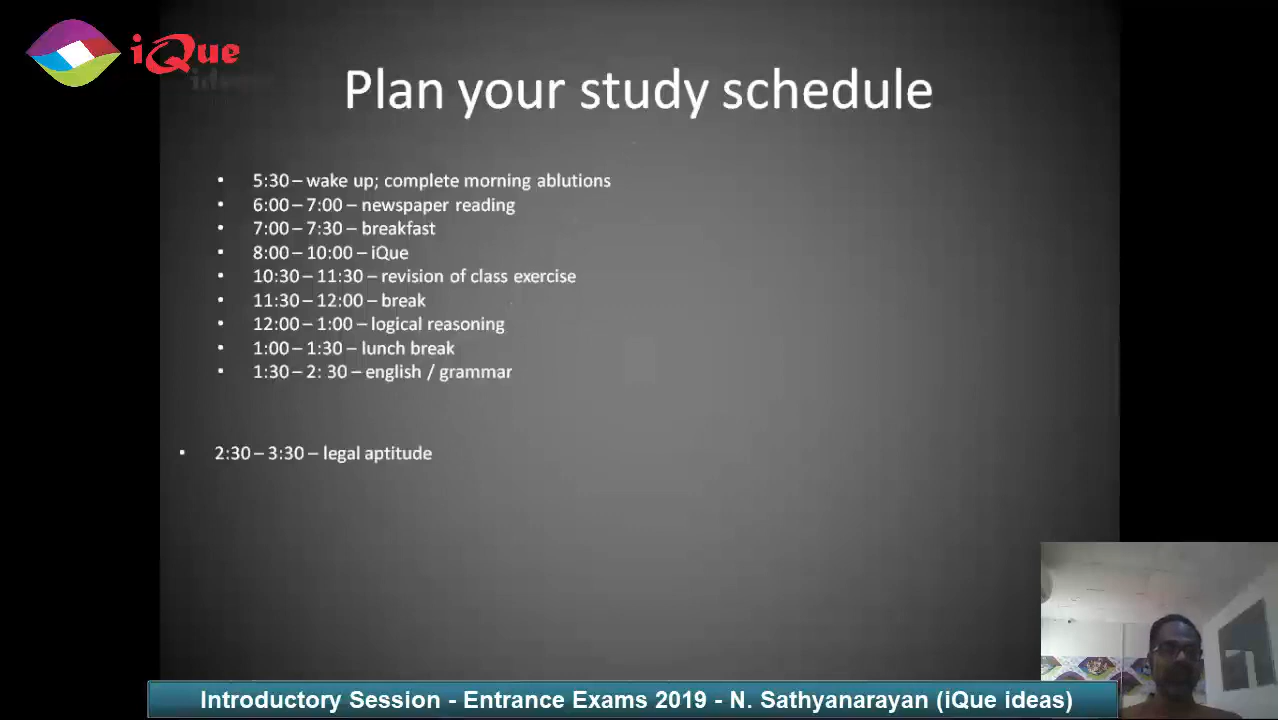 iQue
ideas
Plan your study schedule
• 5:30 – wake up; complete morning ablutions
• 6:00 – 7:00 – newspaper reading
• 7:00 – 7:30 – breakfast
• 8:00 – 10:00 – iQue
• 10:30 – 11:30 – revision of class exercise
• 11:30 – 12:00 – break
• 12:00 – 1:00 – logical reasoning
• 1:00 – 1:30 – lunch break
• 1:30 – 2: 30 – english / grammar
• 2:30 – 3:30 – legal aptitude
Introductory Session - Entrance Exams 2019 - N. Sathyanarayan (iQue ideas)